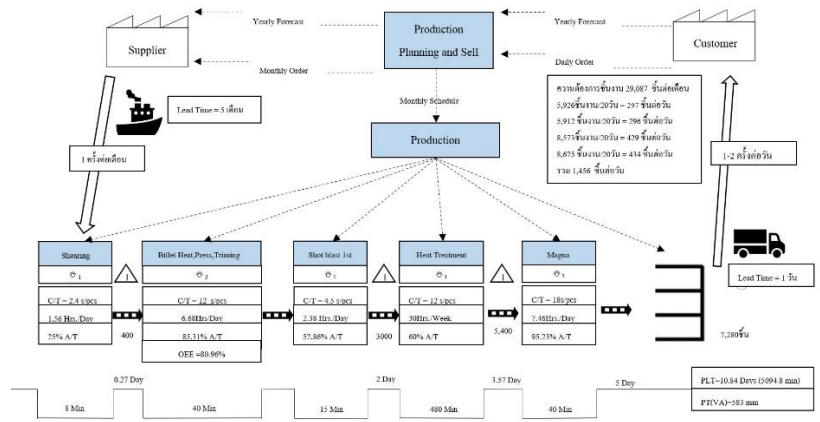 Supplier
Yearly Forecast
Monthly Order
Production
Planning and Sell
Yearly Forecast
Daily Order
Customer
Lead Time = 5 เดือน
1 ครั้งต่อเดือน
Monthly Schedule
Production
ความต้องการชิ้นงาน 29,087 ชิ้นต่อเดือน
5,926ชิ้นงาน/20วัน = 297 ชิ้นต่อวัน
5,912 ชิ้นงาน/20วัน = 296 ชิ้นต่อวัน
8,573ชิ้นงาน/20วัน = 429 ชิ้นต่อวัน
8,675 ชิ้นงาน/20วัน = 434 ชิ้นต่อวัน
รวม 1,456 ชิ้นต่อวัน
1-2 ครั้งต่อวัน
Lead Time = 1 วัน
Shearing
1
C/T = 2.4 s/pcs
1.56 Hrs./Day
25% A/T
I
400
Billet Heat,Press,Triming
2
C/T = 12 s/pcs
6.68Hrs/Day
85.31% A/T
OEE =80.96%
Shot blast 1st
1
C/T = 4.5 s/pcs
2.38 Hrs./Day
52.86% A/T
I
3000
Heat Treatment
1
C/T =12 s/pcs
30Hrs./Week
60% A/T
I
5,400
Magna
1
C/T = 18s/pcs
7.46Hrs./Day
95.23% A/T
7,280ชิ้น
0.27 Day
2 Day
3.57 Day
5 Day
8 Min
40 Min
15 Min
480 Min
40 Min
PLT=10.84 Days (5094.8 min)
PT(VA)=583 min